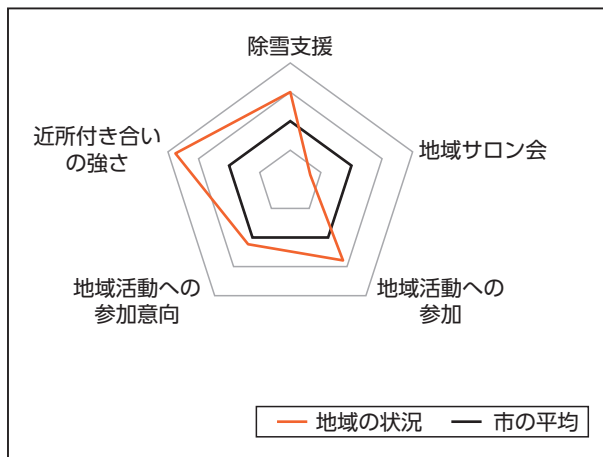 除雪支援
近所付き合い
の強さ
地域サロン会
地域活動への
参加意向
地域活動への
参加
地域の状況
市の平均